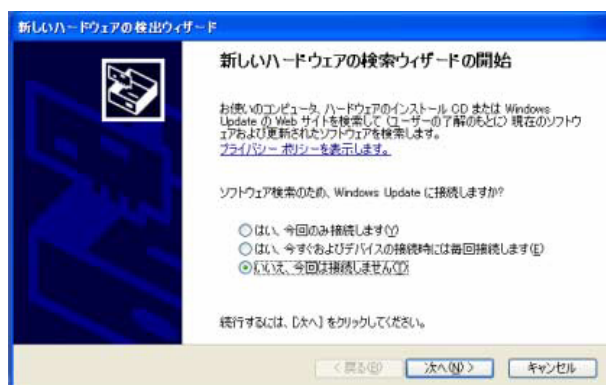 新しいハードウェアの検出ウィザード
新しいハードウェアの検索ウィザードの開始
お使いのコンピュータ、ハードウェアのインストール CD または Windows
Update の Web サイトを検索して (ユーザーの了解のもとに) 現在のソフトウ
ェアおよび更新されたソフトウェアを検索します。
プライバシー ポリシーを表示します。
ソフトウェア検索のため、Windows Update に接続しますか?
はい、今回のみ接続します(Y)
はい、今すぐおよびデバイスの接続時には毎回接続します(E)
いいえ、今回は接続しません(T)
続行するには、[次へ] をクリックしてください。
< 戻る(B)
次へ(N) >
キャンセル